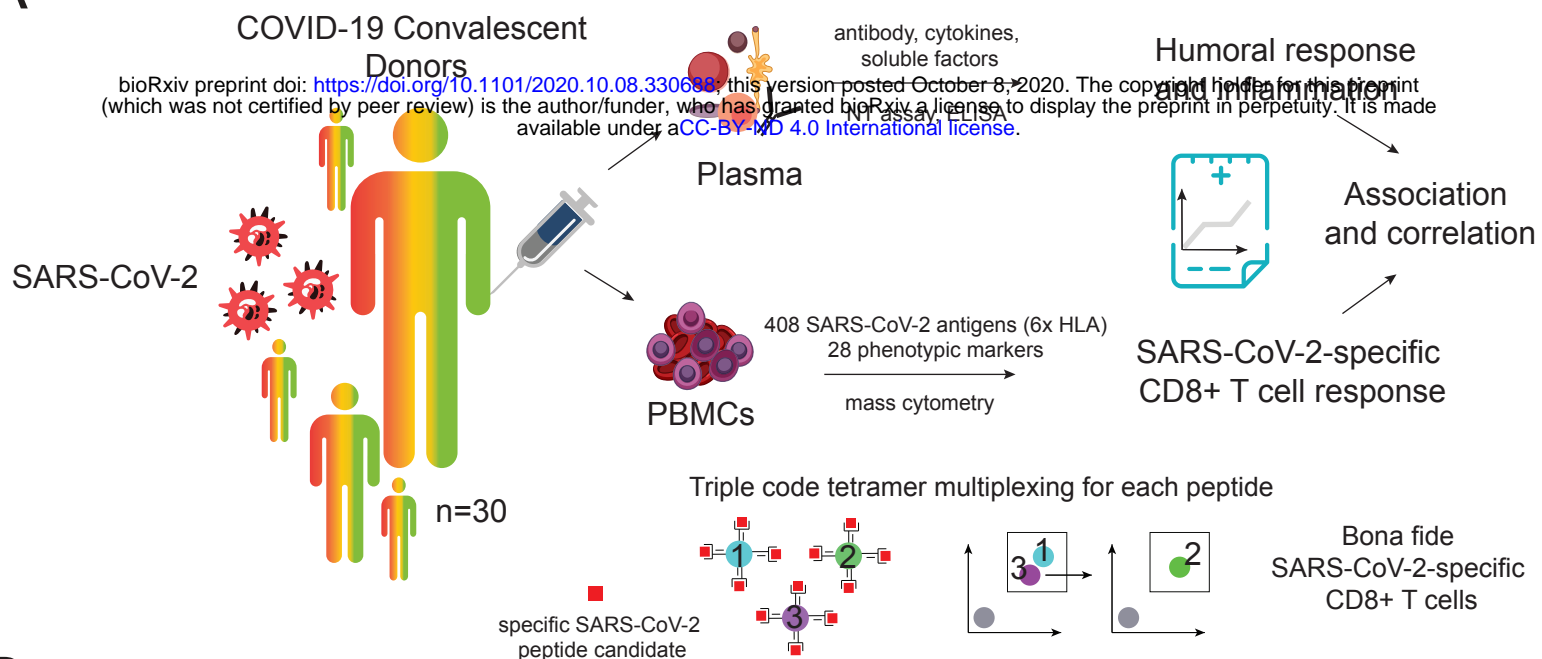 COVID-19 Convalescent
Donors
antibody, cytokines,
soluble factors
NT assay, ELISA
Humoral response
and inflammation
bioRxiv preprint doi: https://doi.org/10.1101/2020.10.08.330688; this version posted October 8, 2020. The copyright holder for this preprint
(which was not certified by peer review) is the author/funder, who has granted bioRxiv a license to display the preprint in perpetuity. It is made
available under aCC-BY-ND 4.0 International license.
Plasma
Association
and correlation
SARS-CoV-2
408 SARS-CoV-2 antigens (6x HLA)
28 phenotypic markers
mass cytometry
PBMCs
SARS-CoV-2-specific
CD8+ T cell response
n=30
Triple code tetramer multiplexing for each peptide
1
2
3
1
3
2
specific SARS-CoV-2
peptide candidate
Bona fide
SARS-CoV-2-specific
CD8+ T cells